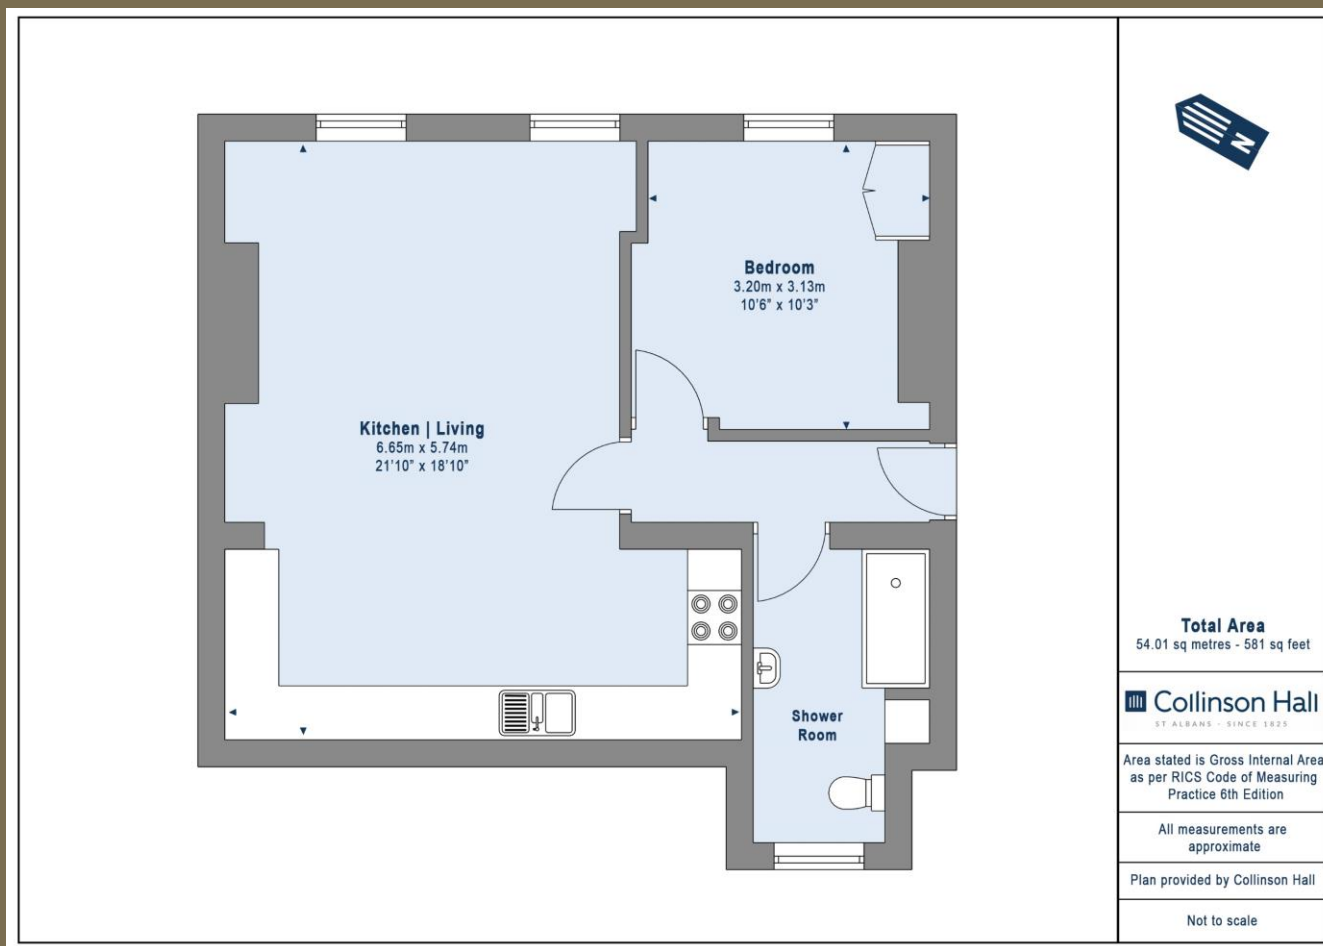 N
Bedroom
3.20m x 3.13m
10'6" x 10'3"
Kitchen | Living
6.65m x 5.74m
21'10" x 18'10"
Shower
Room
Total Area
54.01 sq metres - 581 sq feet
Collinson Hall
ST ALBANS · SINCE 1825
Area stated is Gross Internal Area
as per RICS Code of Measuring
Practice 6th Edition
All measurements are
approximate
Plan provided by Collinson Hall
Not to scale